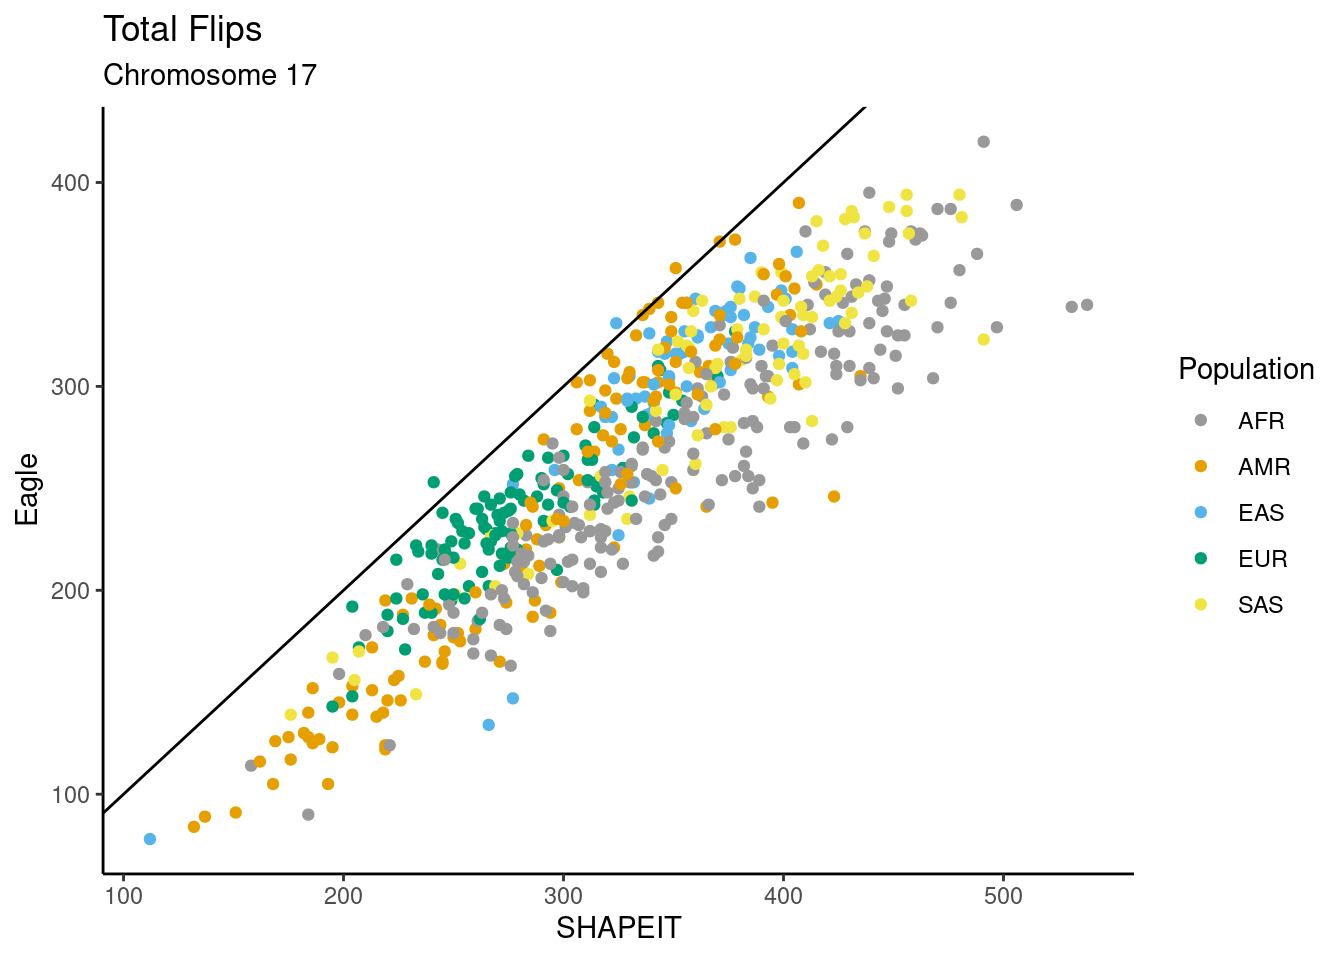 Total Flips
Chromosome 17
400
300
200
100
Eagle
100
200
300
400
500
SHAPEIT
Population
AFR
AMR
EAS
EUR
SAS